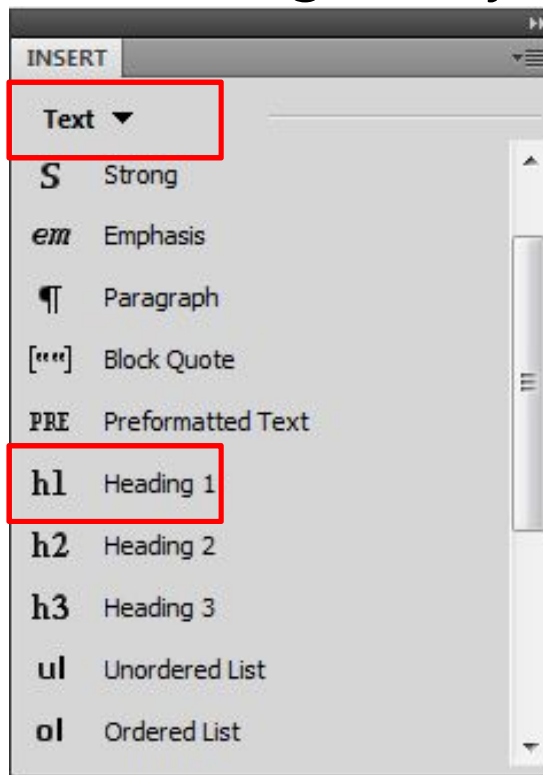 INSERT
Text
S Strong
em Emphasis
¶ Paragraph
[““] Block Quote
PRE Preformatted Text
h1 Heading 1
h2 Heading 2
h3 Heading 3
ul Unordered List
ol Ordered List